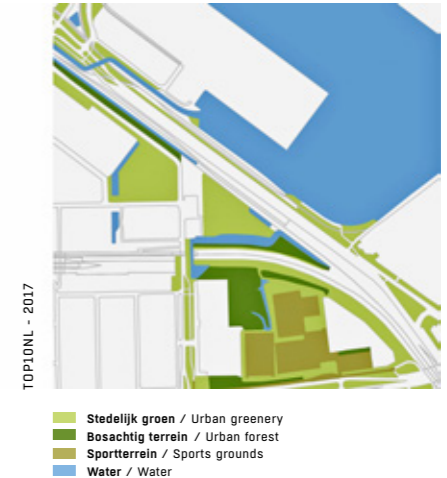 TOP10NL - 2017
Stedelijk groen / Urban greenery
Bosachtig terrein / Urban forest
Sportterrein / Sports grounds
Water / Water